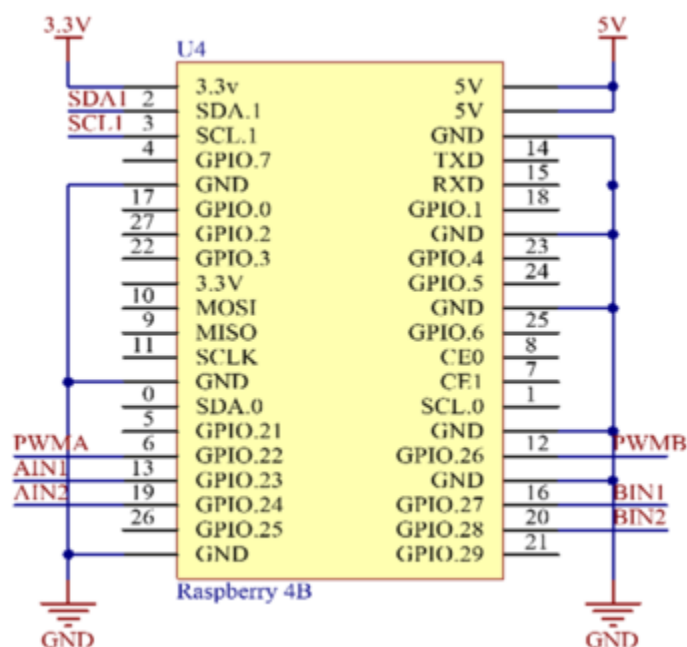 3.3V 5V
U4
3.3v 5V
SDA1 2 SDA.1 5V
SCL1 3 SCL.1 GND
4 GPIO.7 TXD 14
GND RXD 15
17 GPIO.0 GPIO.1 18
27 GPIO.2 GND
22 GPIO.3 GPIO.4 23
3.3V GPIO.5 24
10 MOSI GND
9 MISO GPIO.6 25
11 SCLK CE0 8
GND CE1 7
0 SDA.0 SCL.0 1
5 GPIO.21 GND
PWMA 6 GPIO.22 GPIO.26 12 PWMB
AIN1 13 GPIO.23 GND
AIN2 19 GPIO.24 GPIO.27 16 BIN1
26 GPIO.25 GPIO.28 20 BIN2
GND GPIO.29 21
Raspberry 4B
GND GND